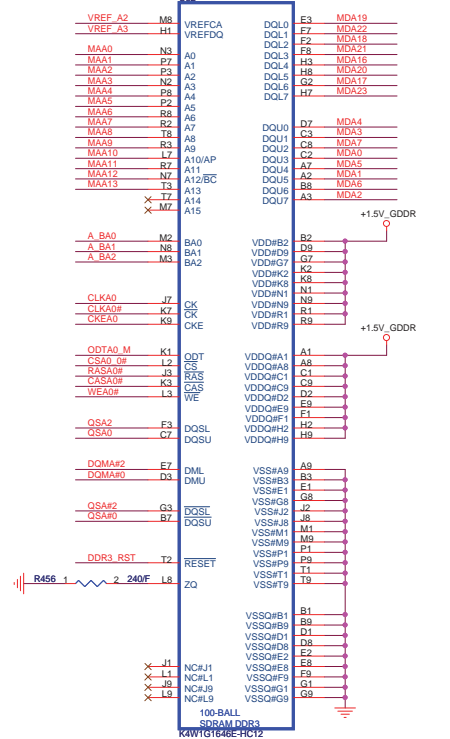 VREF_A2 M8 VREFCA DQL0 E3 MDA19
VREF_A3 H1 VREFDQ DQL1 F7 MDA22
DQL2 F2 MDA18
MAA0 N3 A0 DQL3 F8 MDA21
MAA1 P7 A1 DQL4 H3 MDA16
MAA2 P3 A2 DQL5 H8 MDA20
MAA3 N2 A3 DQL6 G2 MDA17
MAA4 P8 A4 DQL7 H7 MDA23
MAA5 P2 A5
MAA6 R8 A6
MAA7 R2 A7 DQU0 D7 MDA4
MAA8 T8 A8 DQU1 C3 MDA3
MAA9 R3 A9 DQU2 C8 MDA7
MAA10 L7 A10/AP DQU3 C2 MDA0
MAA11 R7 A11 DQU4 A7 MDA5
MAA12 N7 A12/BC DQU5 A2 MDA1
MAA13 T3 A13 DQU6 B8 MDA6
T7 A14 DQU7 A3 MDA2
M7 A15
+1.5V_GDDR
A_BA0 M2 BA0 VDD#B2 B2
A_BA1 N8 BA1 VDD#D9 D9
A_BA2 M3 BA2 VDD#G7 G7
VDD#K2 K2
VDD#K8 K8
VDD#N1 N1
CLKA0 J7 CK VDD#N9 N9
CLKA0# K7 CK VDD#R1 R1
CKEA0 K9 CKE VDD#R9 R9
+1.5V_GDDR
ODTA0_M K1 ODT VDDQ#A1 A1
CSA0_0# L2 CS VDDQ#A8 A8
RASA0# J3 RAS VDDQ#C1 C1
CASA0# K3 CAS VDDQ#C9 C9
WEA0# L3 WE VDDQ#D2 D2
VDDQ#E9 E9
VDDQ#F1 F1
QSA2 F3 DQSL VDDQ#H2 H2
QSA0 C7 DQSU VDDQ#H9 H9
DQMA#2 E7 DML VSS#A9 A9
DQMA#0 D3 DMU VSS#B3 B3
VSS#E1 E1
VSS#G8 G8
QSA#2 G3 DQSL VSS#J2 J2
QSA#0 B7 DQSU VSS#J8 J8
VSS#M1 M1
VSS#M9 M9
VSS#P1 P1
DDR3_RST T2 RESET VSS#P9 P9
VSS#T1 T1
R456 1 2 240/F L8 ZQ VSS#T9 T9
VSSQ#B1 B1
VSSQ#B9 B9
VSSQ#D1 D1
VSSQ#D8 D8
VSSQ#E2 E2
J1 NC#J1 VSSQ#E8 E8
L1 NC#L1 VSSQ#F9 F9
J9 NC#J9 VSSQ#G1 G1
L9 NC#L9 VSSQ#G9 G9
100-BALL
SDRAM DDR3
K4W1G1646E-HC12